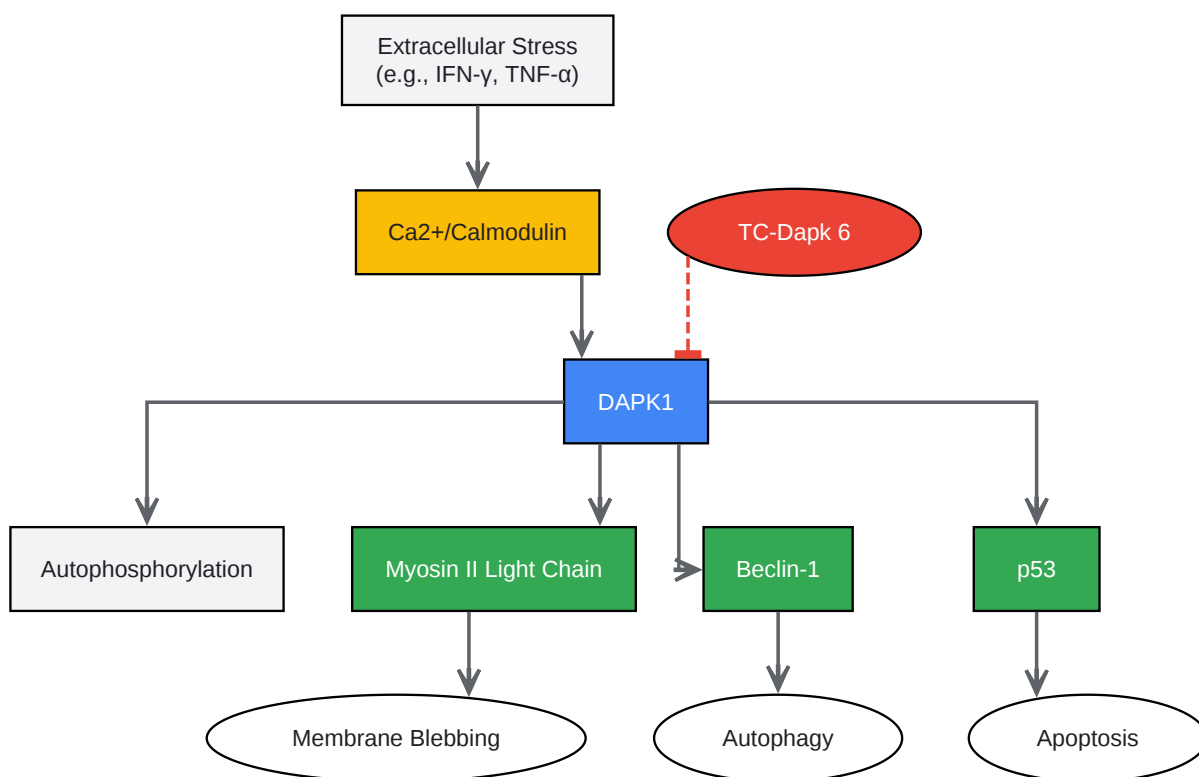 Extracellular Stress
(e.g., IFN-γ, TNF-α)
Ca2+/Calmodulin
TC-Dapk 6
DAPK1
Autophosphorylation
Myosin II Light Chain
Beclin-1
p53
Membrane Blebbing
Autophagy
Apoptosis